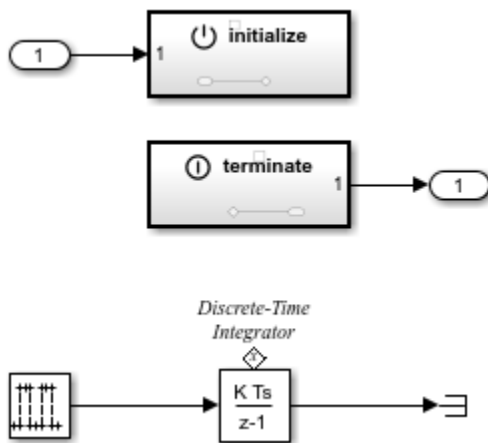 1
1
initialize
terminate
1
1
Discrete-Time
Integrator
x
K Ts
z-1